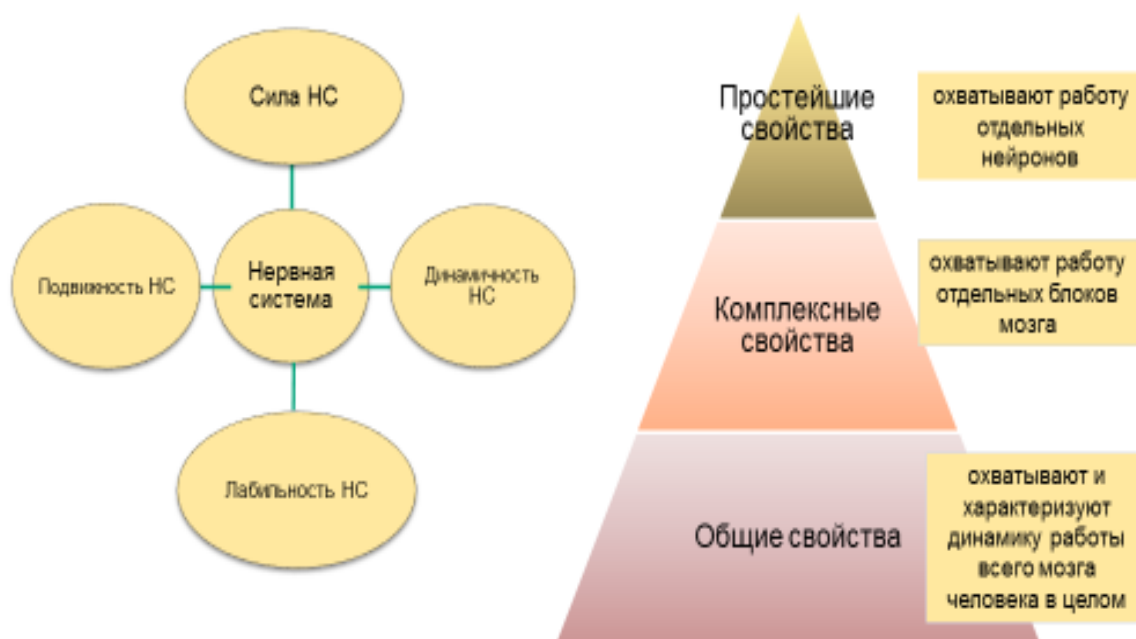 Сила НС
Подвижность НС
Нервная
система
Динамичность
НС
Лабильность НС
Простейшие
свойства
охватывают работу
отдельных
нейронов
Комплексные
свойства
охватывают работу
отдельных блоков
мозга
Общие свойства
охватывают и
характеризуют
динамику работы
всего мозга
человека в целом